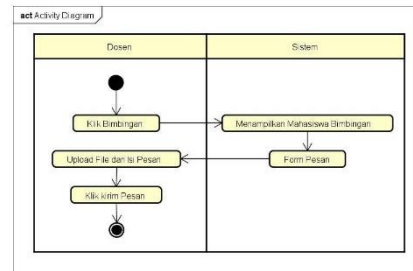 act Activity Diagram
Dosen
Sistem
Klik Bimbingan
Menampilkan Mahasiswa Bimbingan
Upload File dan Isi Pesan
Form Pesan
Klik kirim Pesan